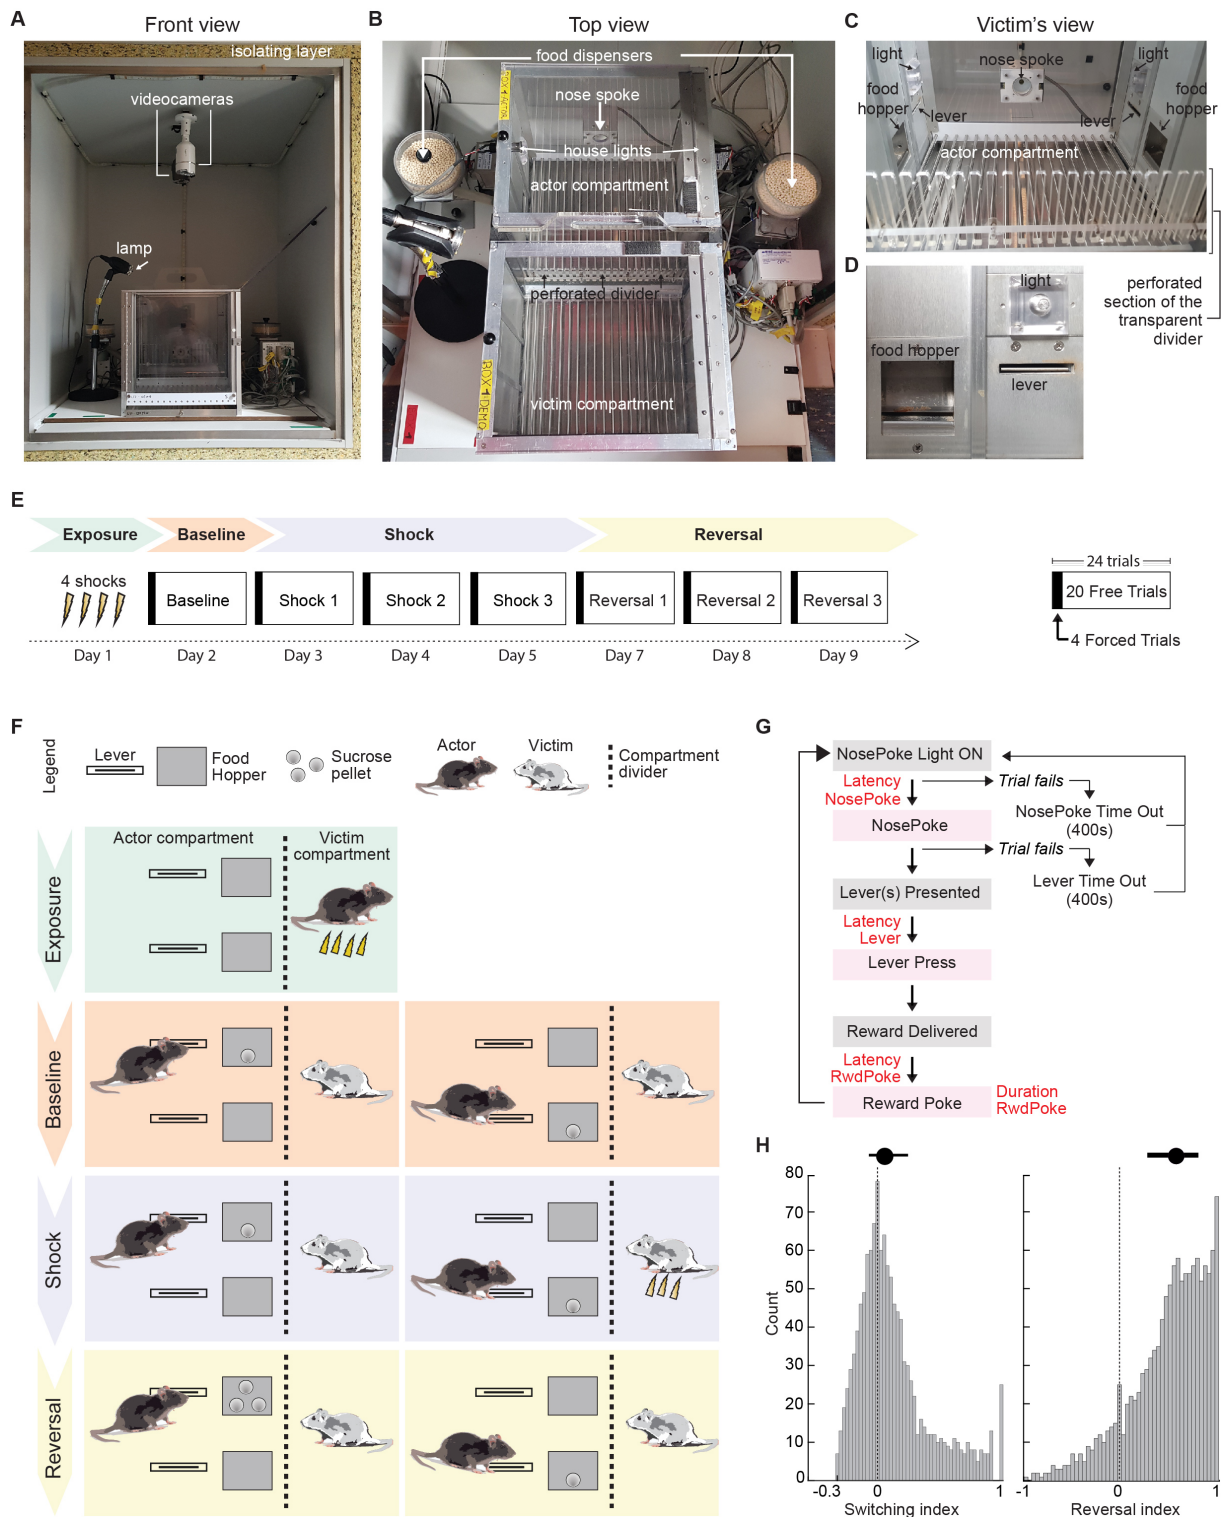 A
Front view
isolating layer
videocameras
lamp
B
Top view
food dispensers
nose spoke
house lights
actor compartment
perforated divider
victim compartment
BOX 1 DEMO
C
Victim's view
light
nose spoke
light
food
hopper
lever
lever
food
hopper
actor compartment
D
light
food hopper
lever
perforated
section of the
transparent
divider
E
Exposure
Baseline
Shock
Reversal
4 shocks
Baseline
Shock 1
Shock 2
Shock 3
Reversal 1
Reversal 2
Reversal 3
Day 1
Day 2
Day 3
Day 4
Day 5
Day 7
Day 8
Day 9
24 trials
20 Free Trials
4 Forced Trials
F
Legend
Lever
Food
Hopper
Sucrose
pellet
Actor
Victim
Compartment
divider
Exposure
Actor compartment
Victim
compartment
Baseline
Shock
Reversal
G
NosePoke Light ON
Latency
NosePoke
Trial fails
NosePoke Time Out
(400s)
NosePoke
Trial fails
Lever Time Out
(400s)
Lever(s) Presented
Latency
Lever
Lever Press
Reward Delivered
Latency
RwdPoke
Reward Poke
Duration
RwdPoke
H
Count
80
70
60
50
40
30
20
10
0
-0.3
0
1
Switching index
-1
0
1
Reversal index